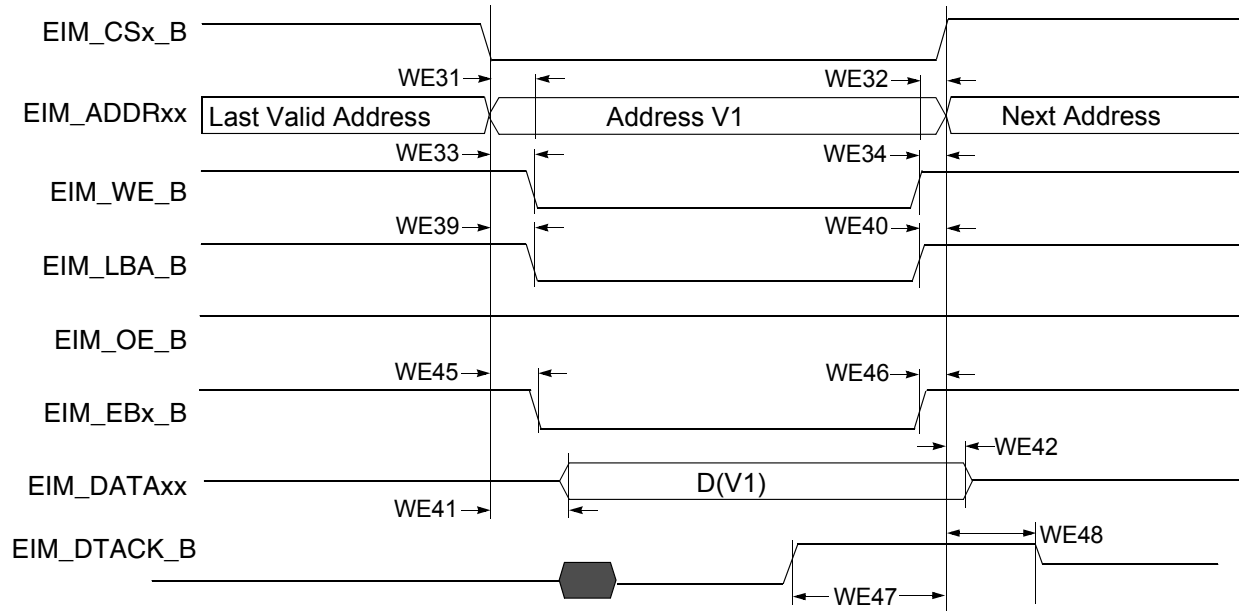 EIM_CSx_B
WE31
WE32
EIM_ADDRxx
Last Valid Address
Address V1
Next Address
WE33
WE34
EIM_WE_B
WE39
WE40
EIM_LBA_B
EIM_OE_B
WE45
WE46
EIM_EBx_B
WE42
EIM_DATAxx
D(V1)
WE41
EIM_DTACK_B
WE48
WE47